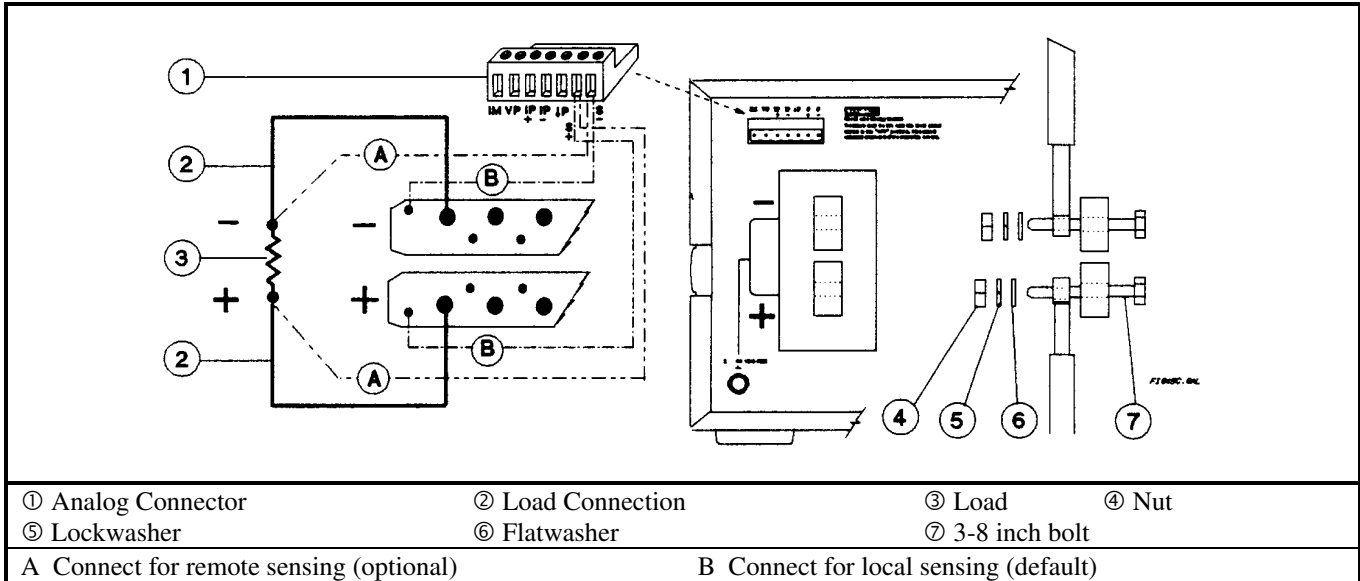 1
IM VP IP IP ↓P S
+ − + −
2
A
B
−
−
3
+
+
B
2
A
−
+
4
5
6
7
① Analog Connector ② Load Connection ③ Load ④ Nut
⑤ Lockwasher ⑥ Flatwasher ⑦ 3-8 inch bolt
A Connect for remote sensing (optional) B Connect for local sensing (default)